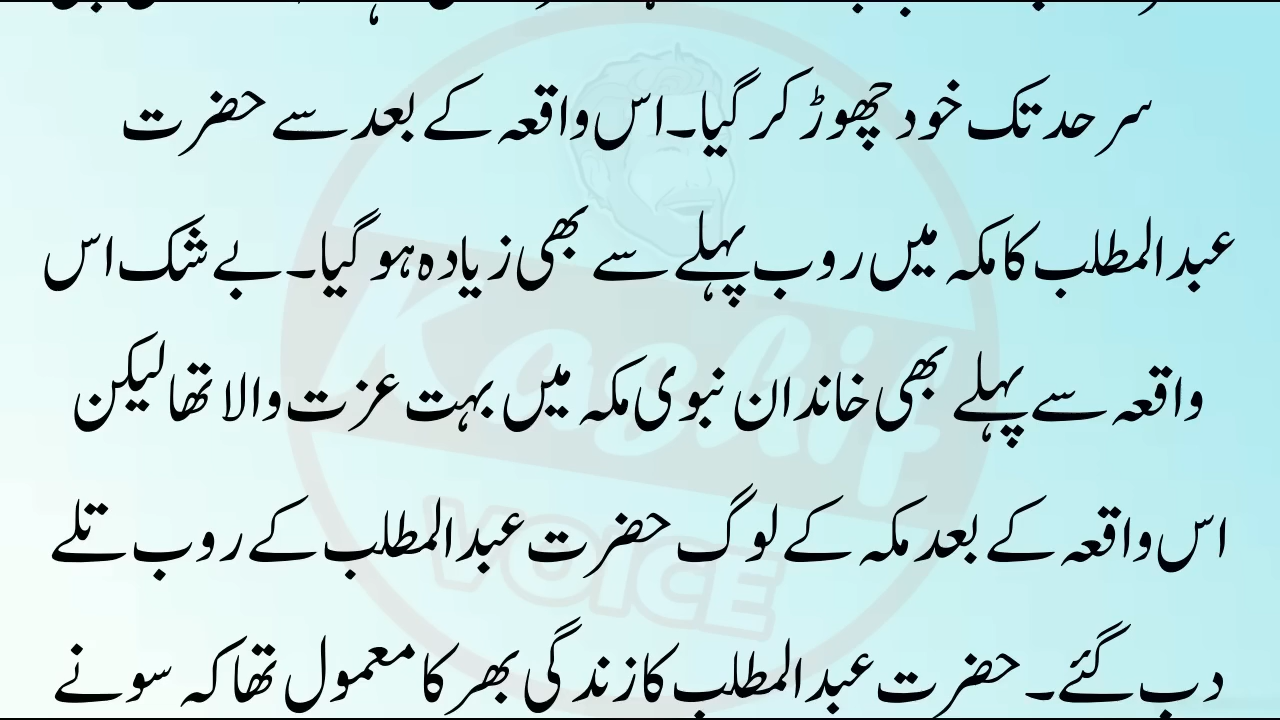 سرحد تک خود چھوڑ کر گیا۔ اس واقعہ کے بعد سے حضرت
عبدالمطلب کا مکہ میں روب پہلے سے بھی زیادہ ہو گیا۔ بے شک اس
واقعہ سے پہلے بھی خاندان نبوی مکہ میں بہت عزت والا تھا لیکن
اس واقعہ کے بعد مکہ کے لوگ حضرت عبدالمطلب کے روب تلے
دب گئے۔ حضرت عبدالمطلب کا زندگی بھر کا معمول تھا کہ سونے
Kashif
VOICE